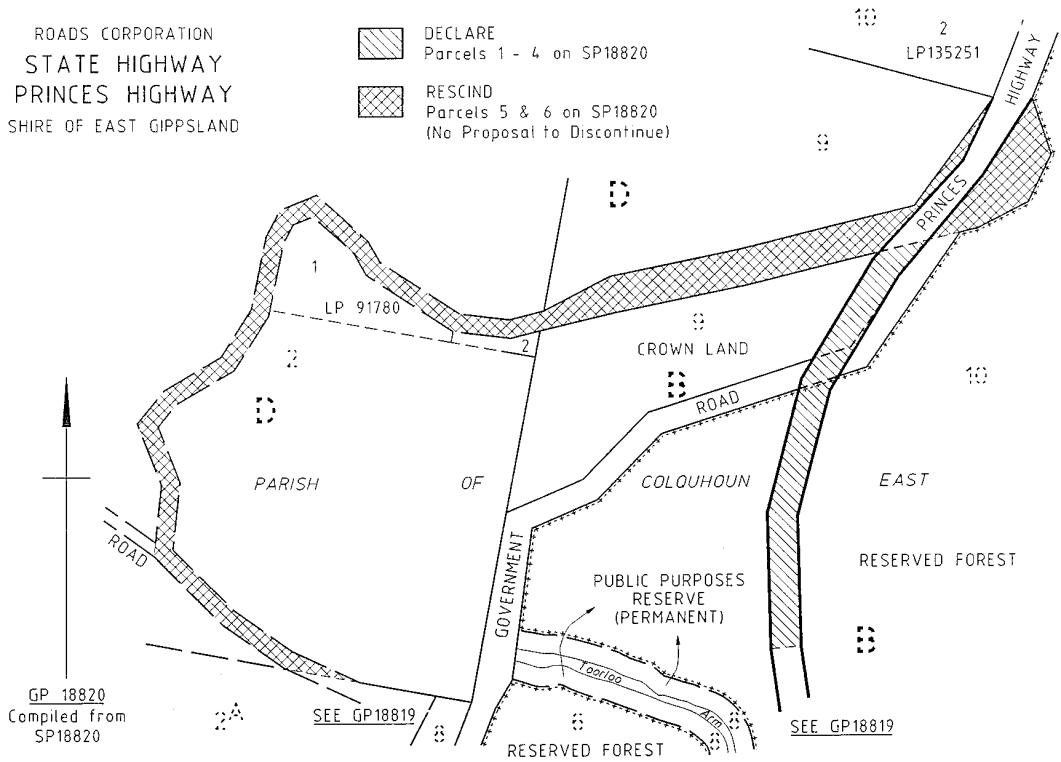 ROADS CORPORATION
STATE HIGHWAY
PRINCES HIGHWAY
SHIRE OF EAST GIPPSLAND
DECLARE
Parcels 1 - 4 on SP18820
RESCIND
Parcels 5 & 6 on SP18820
(No Proposal to Discontinue)
10
2
LP135251
HIGHWAY
9
D
PRINCES
1
LP 91780
2
2
9
CROWN LAND
B
ROAD
10
D
PARISH OF COLQUHOUN EAST
ROAD
GOVERNMENT
RESERVED FOREST
PUBLIC PURPOSES
RESERVE
(PERMANENT)
B
Toorloo Arm
GP 18820
Compiled from
SP18820
2A
SEE GP18819
8
6
8
8
RESERVED FOREST
SEE GP18819